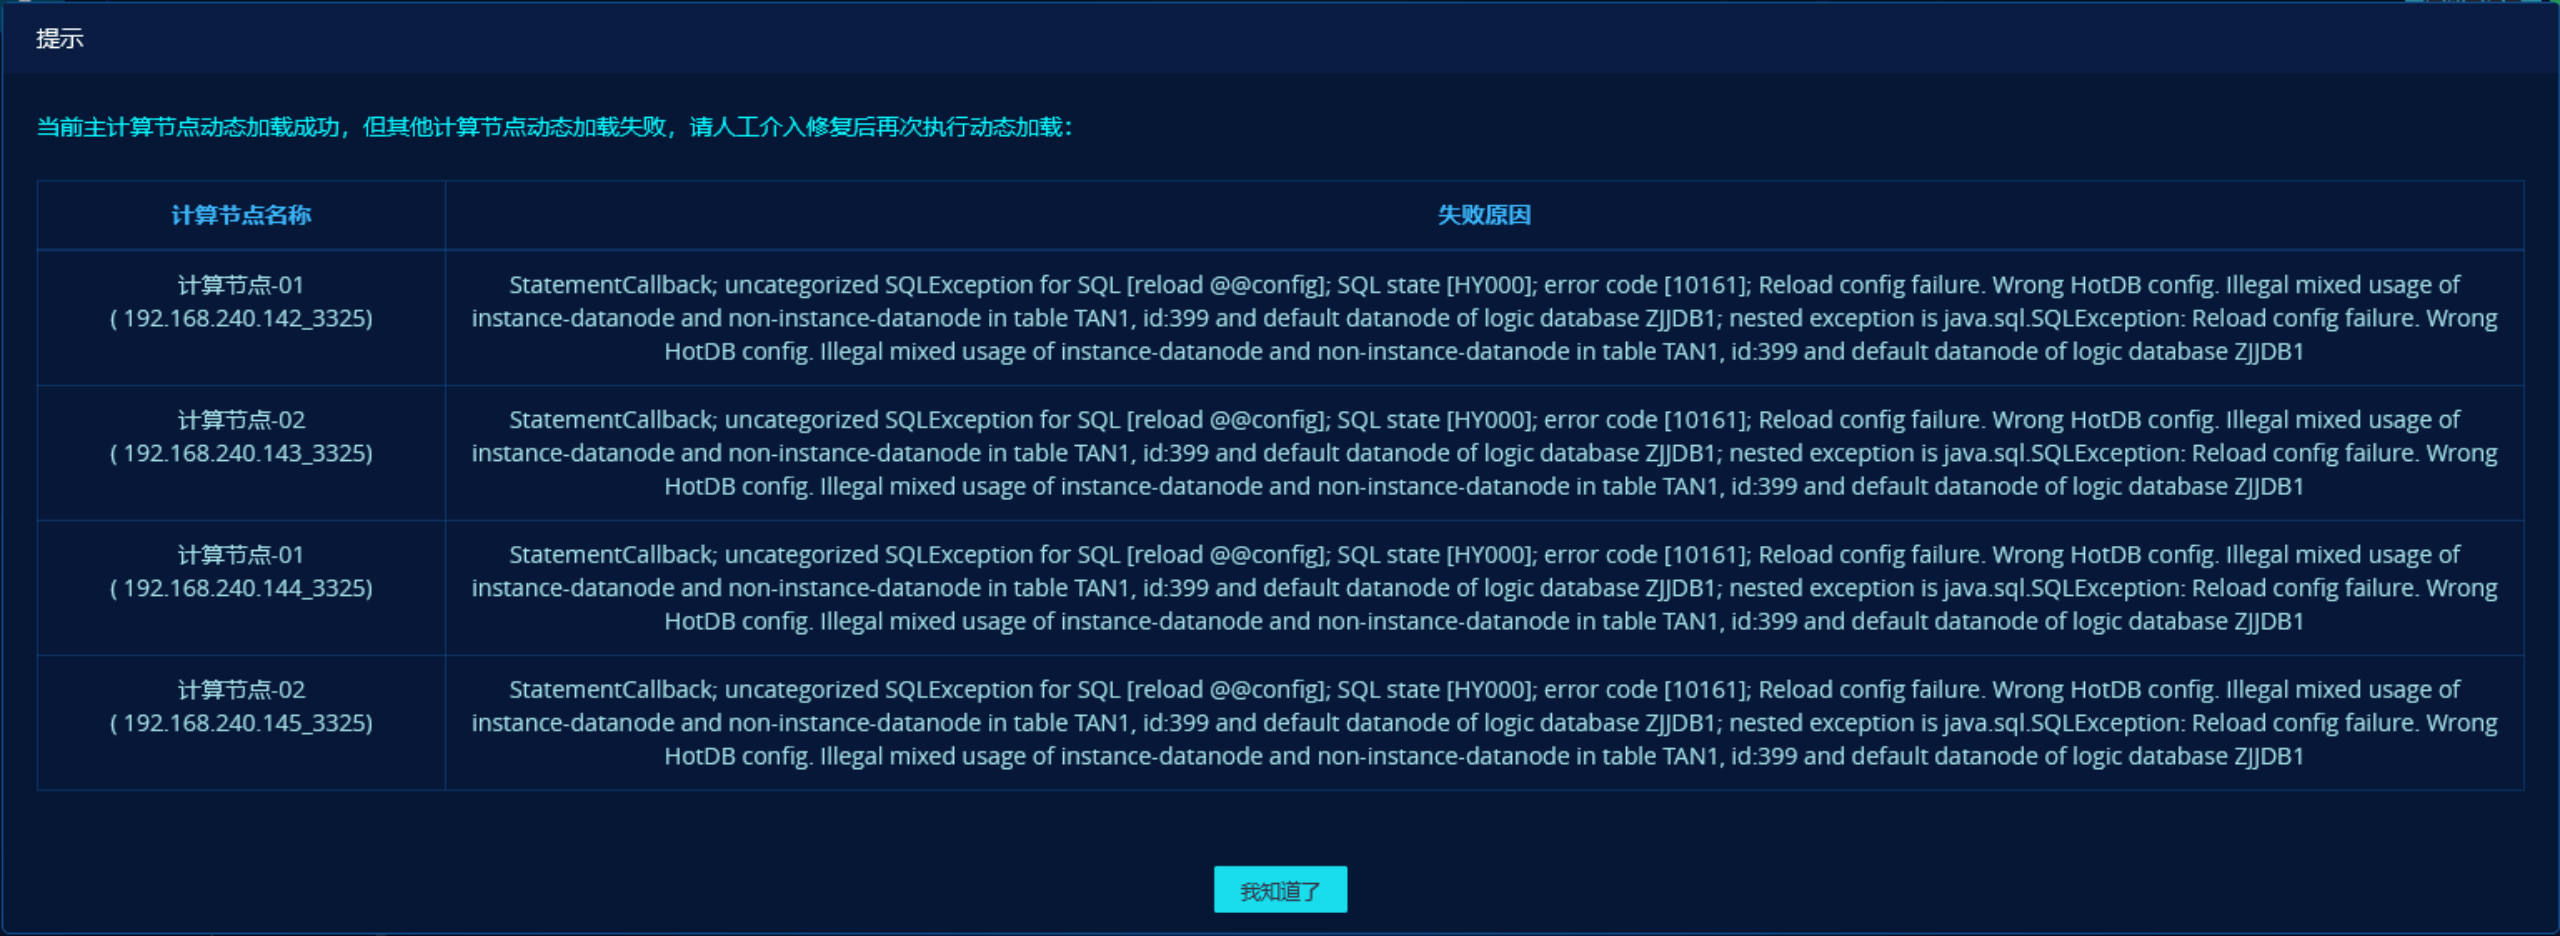 提示
当前主计算节点动态加载成功，但其他计算节点动态加载失败，请人工介入修复后再次执行动态加载：
计算节点名称
失败原因
计算节点-01
( 192.168.240.142_3325)
StatementCallback; uncategorized SQLException for SQL [reload @@config]; SQL state [HY000]; error code [10161]; Reload config failure. Wrong HotDB config. Illegal mixed usage of
instance-datanode and non-instance-datanode in table TAN1, id:399 and default datanode of logic database ZJJDB1; nested exception is java.sql.SQLException: Reload config failure. Wrong
HotDB config. Illegal mixed usage of instance-datanode and non-instance-datanode in table TAN1, id:399 and default datanode of logic database ZJJDB1
计算节点-02
( 192.168.240.143_3325)
StatementCallback; uncategorized SQLException for SQL [reload @@config]; SQL state [HY000]; error code [10161]; Reload config failure. Wrong HotDB config. Illegal mixed usage of
instance-datanode and non-instance-datanode in table TAN1, id:399 and default datanode of logic database ZJJDB1; nested exception is java.sql.SQLException: Reload config failure. Wrong
HotDB config. Illegal mixed usage of instance-datanode and non-instance-datanode in table TAN1, id:399 and default datanode of logic database ZJJDB1
计算节点-01
( 192.168.240.144_3325)
StatementCallback; uncategorized SQLException for SQL [reload @@config]; SQL state [HY000]; error code [10161]; Reload config failure. Wrong HotDB config. Illegal mixed usage of
instance-datanode and non-instance-datanode in table TAN1, id:399 and default datanode of logic database ZJJDB1; nested exception is java.sql.SQLException: Reload config failure. Wrong
HotDB config. Illegal mixed usage of instance-datanode and non-instance-datanode in table TAN1, id:399 and default datanode of logic database ZJJDB1
计算节点-02
( 192.168.240.145_3325)
StatementCallback; uncategorized SQLException for SQL [reload @@config]; SQL state [HY000]; error code [10161]; Reload config failure. Wrong HotDB config. Illegal mixed usage of
instance-datanode and non-instance-datanode in table TAN1, id:399 and default datanode of logic database ZJJDB1; nested exception is java.sql.SQLException: Reload config failure. Wrong
HotDB config. Illegal mixed usage of instance-datanode and non-instance-datanode in table TAN1, id:399 and default datanode of logic database ZJJDB1
我知道了